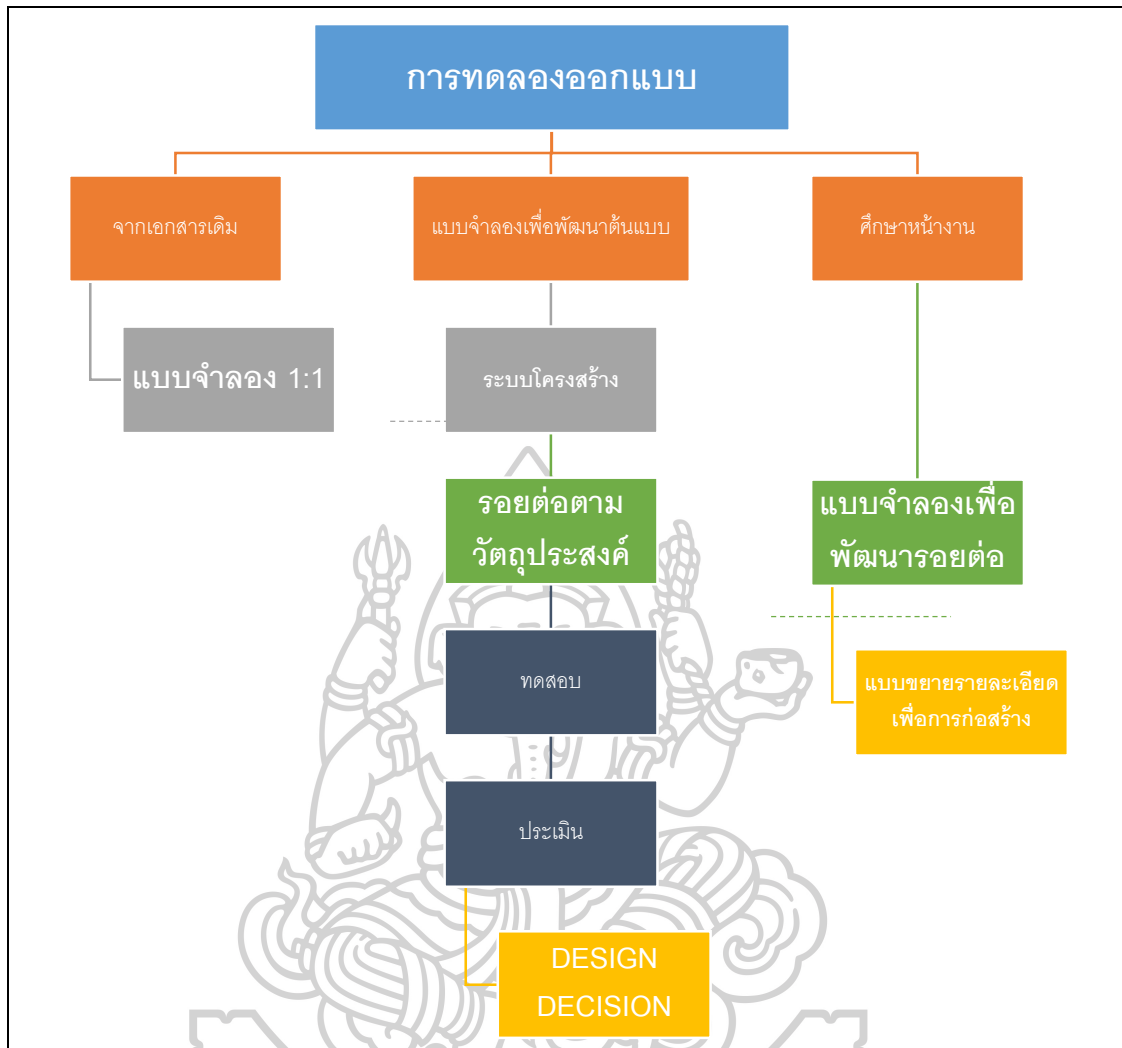 การทดลองออกแบบ
จากเอกสารเดิม
แบบจำลองเพื่อพัฒนาต้นแบบ
ศึกษาหน้างาน
แบบจำลอง 1:1
ระบบโครงสร้าง
รอยต่อตาม
วัตถุประสงค์
แบบจำลองเพื่อ
พัฒนารอยต่อ
ทดสอบ
แบบขยายรายละเอียด
เพื่อการก่อสร้าง
ประเมิน
DESIGN
DECISION